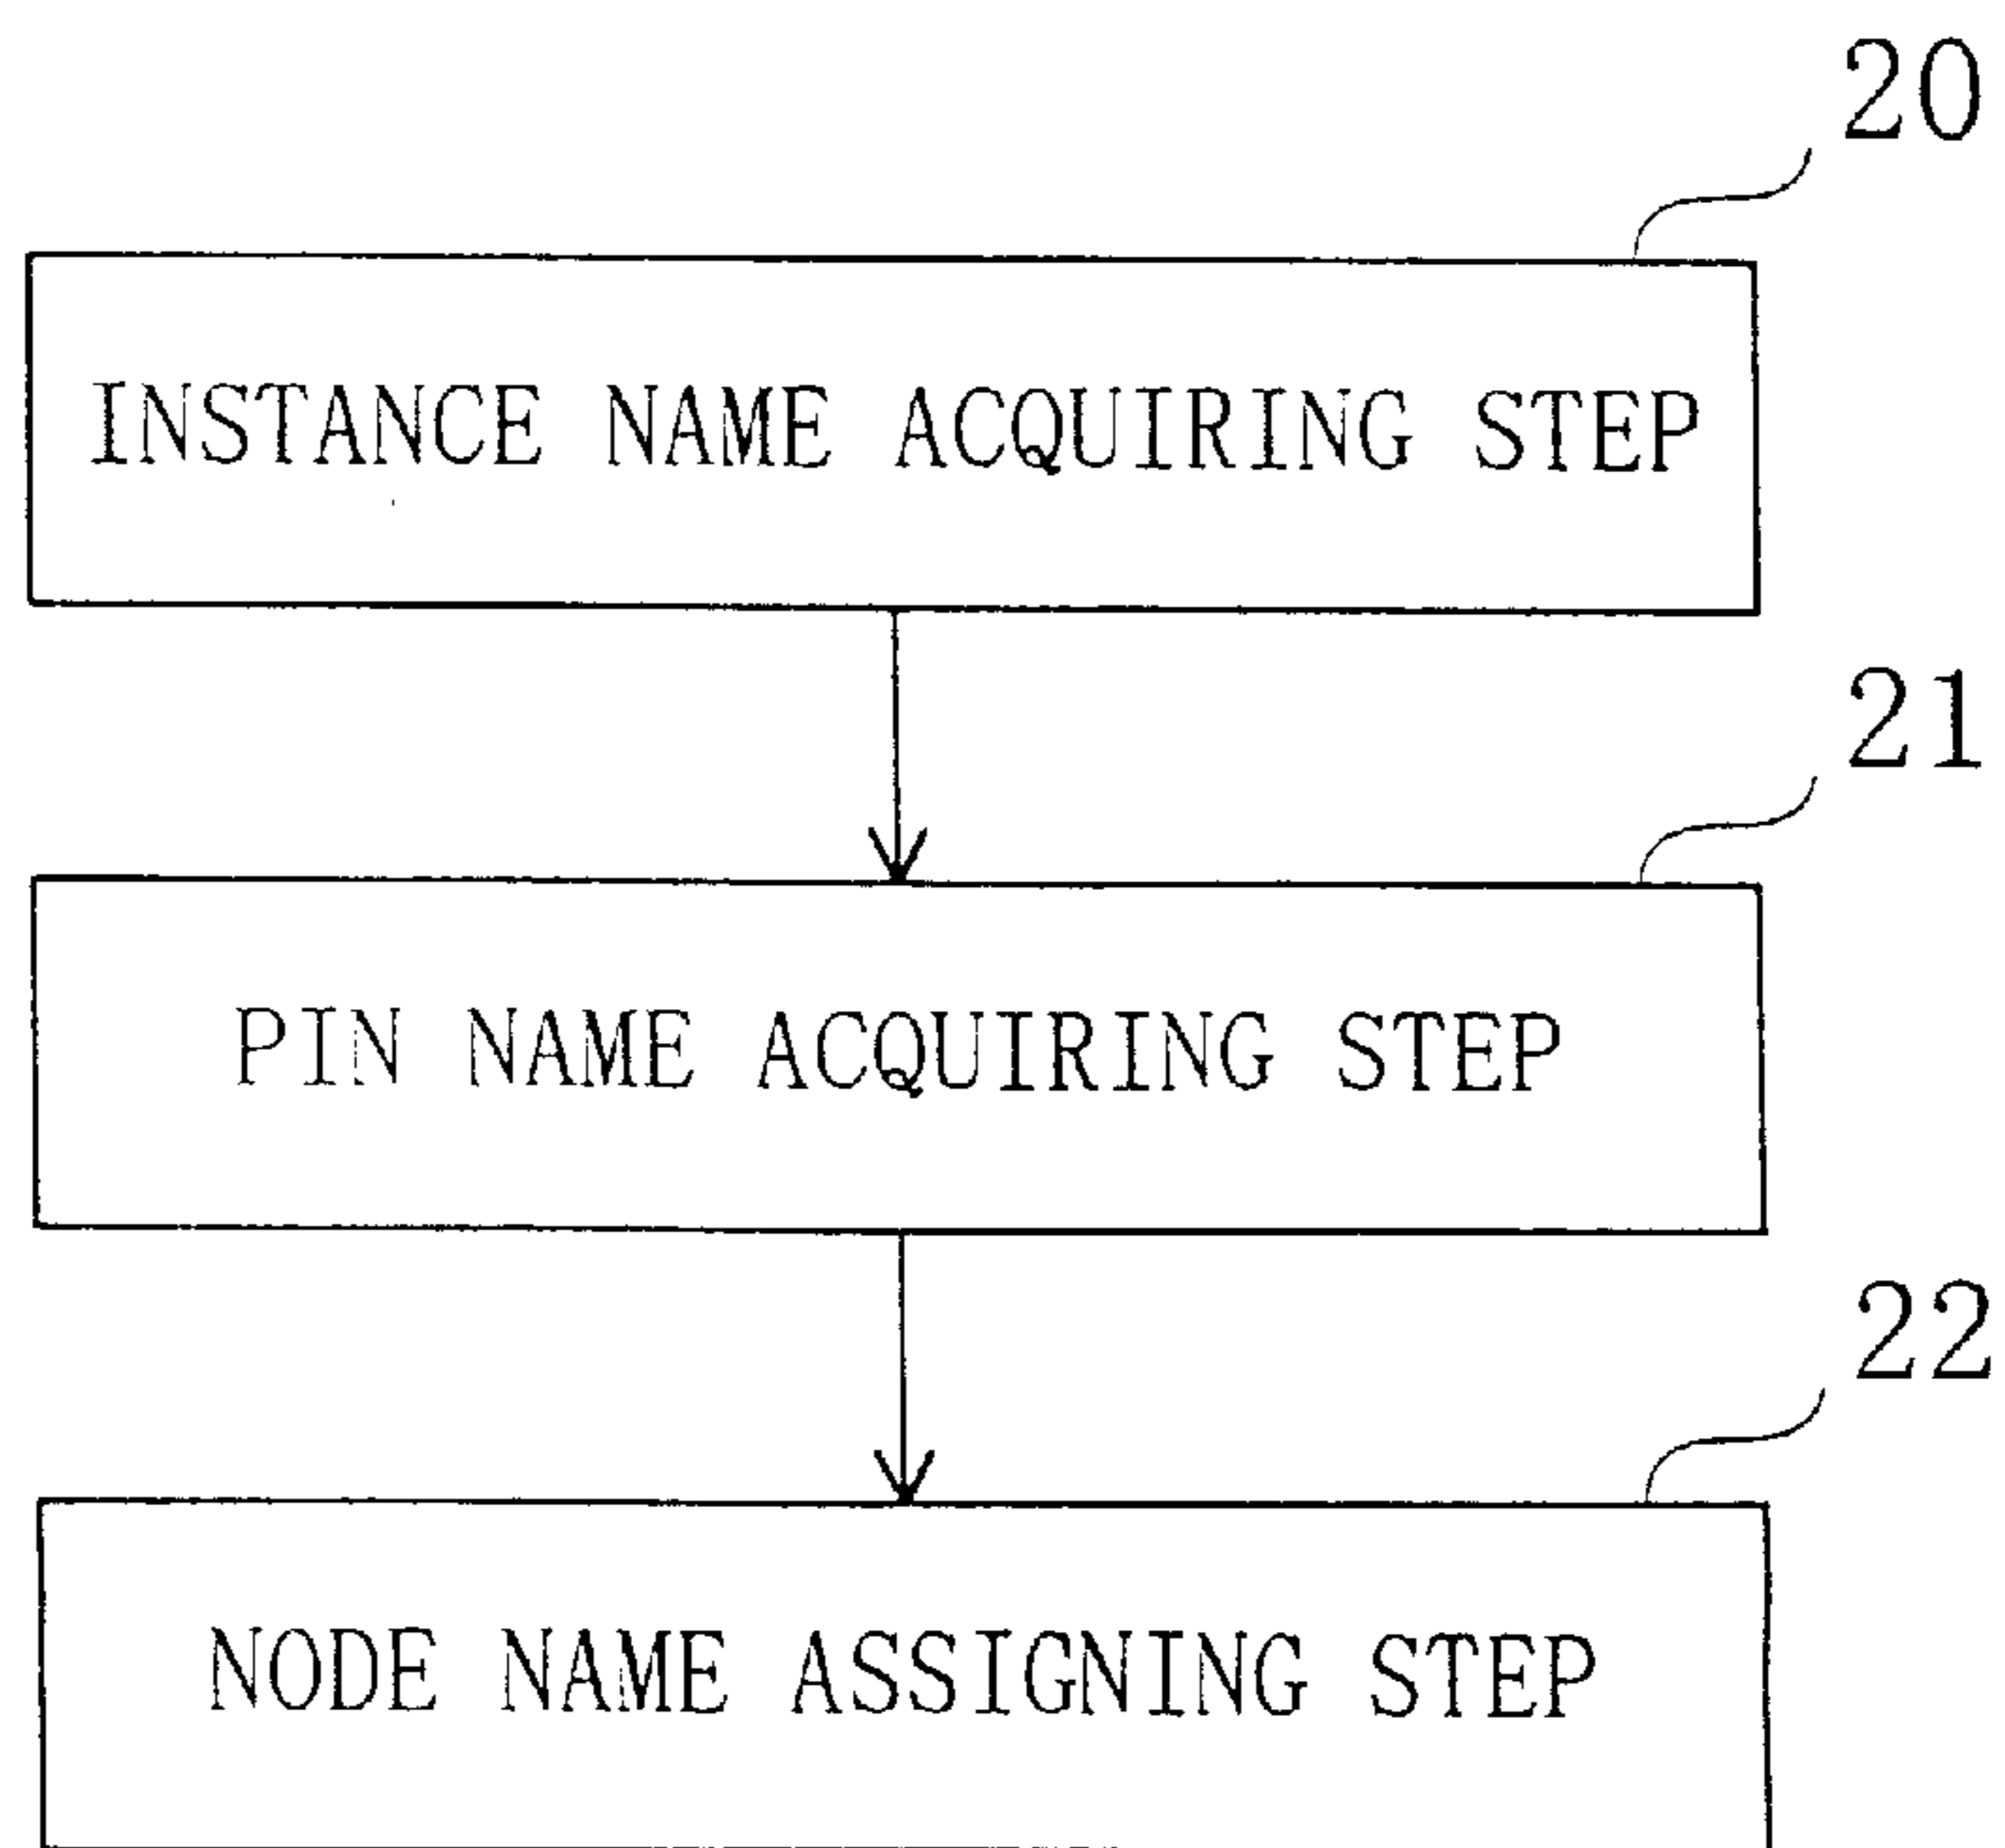 20
INSTANCE NAME ACQUIRING STEP
21
PIN NAME ACQUIRING STEP
22
NODE NAME ASSIGNING STEP